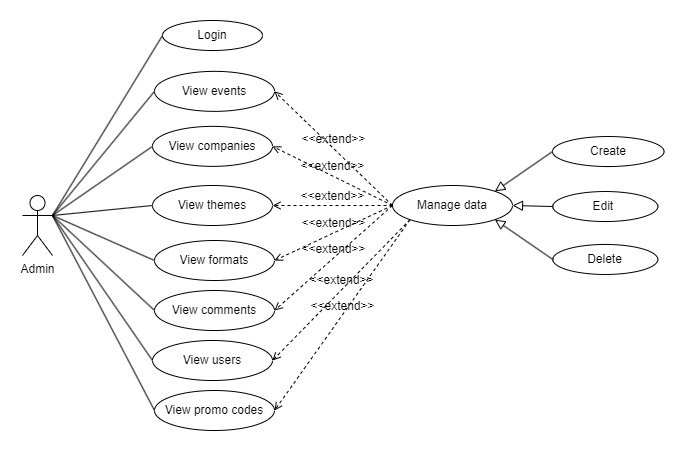 Login
View events
<<extend>>
View companies
Create
<<extend>>
View themes
<<extend>>
Manage data
Edit
<<extend>>
Admin
View formats
<<extend>>
Delete
<<extend>>
View comments
<<extend>>
View users
View promo codes